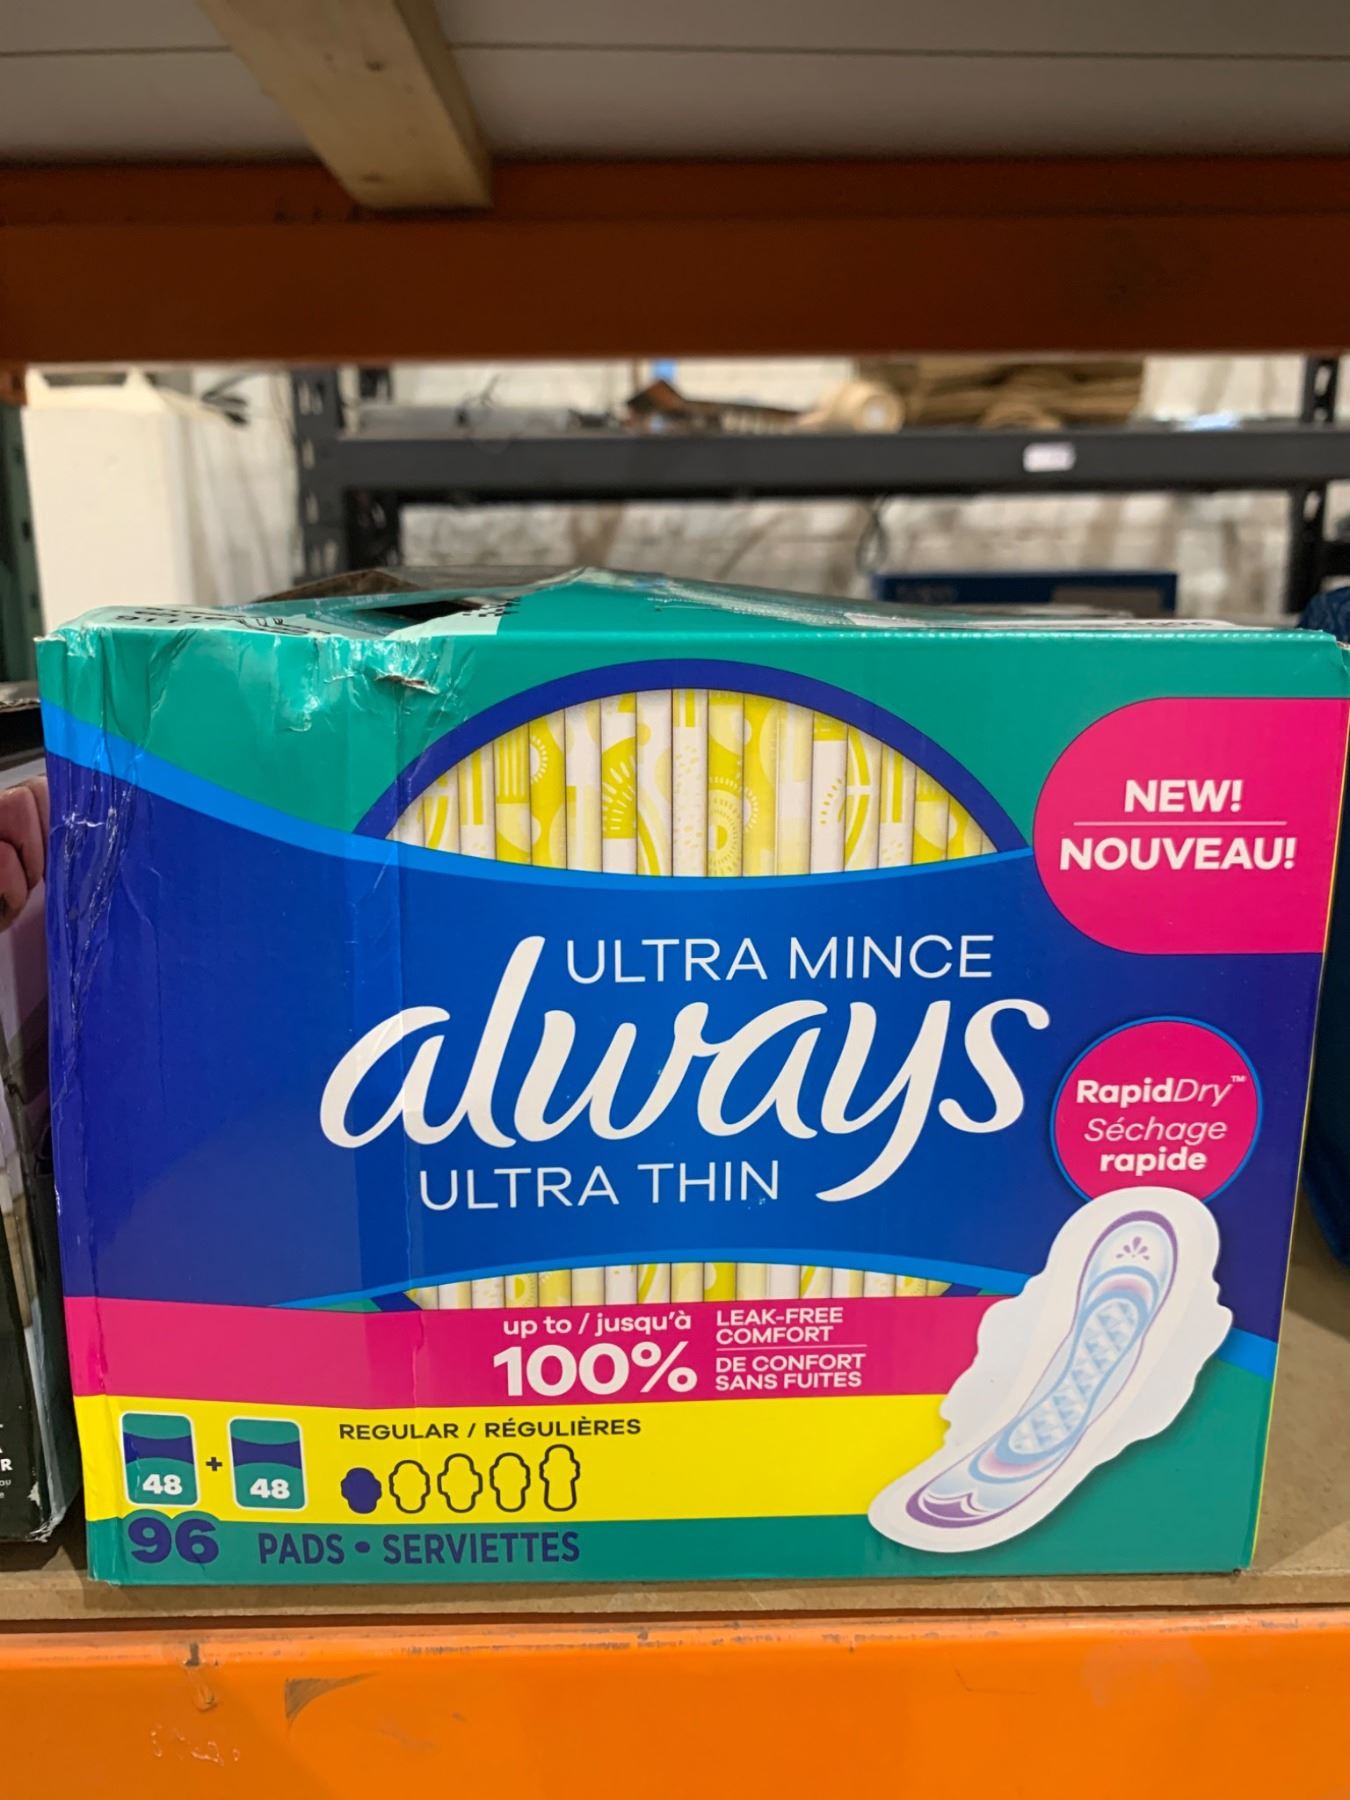 NEW!
NOUVEAU!
ULTRA MINCE
always
ULTRA THIN
RapidDry™
Séchage
rapide
up to / jusqu'à
100%
LEAK-FREE
COMFORT
DE CONFORT
SANS FUITES
REGULAR / RÉGULIÈRES
48 + 48
96 PADS • SERVIETTES
R